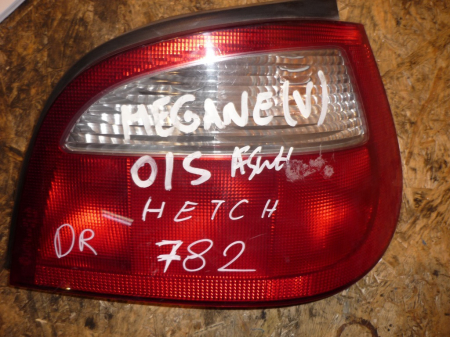 MEGANE(V)
01S
HETCH
DR
782